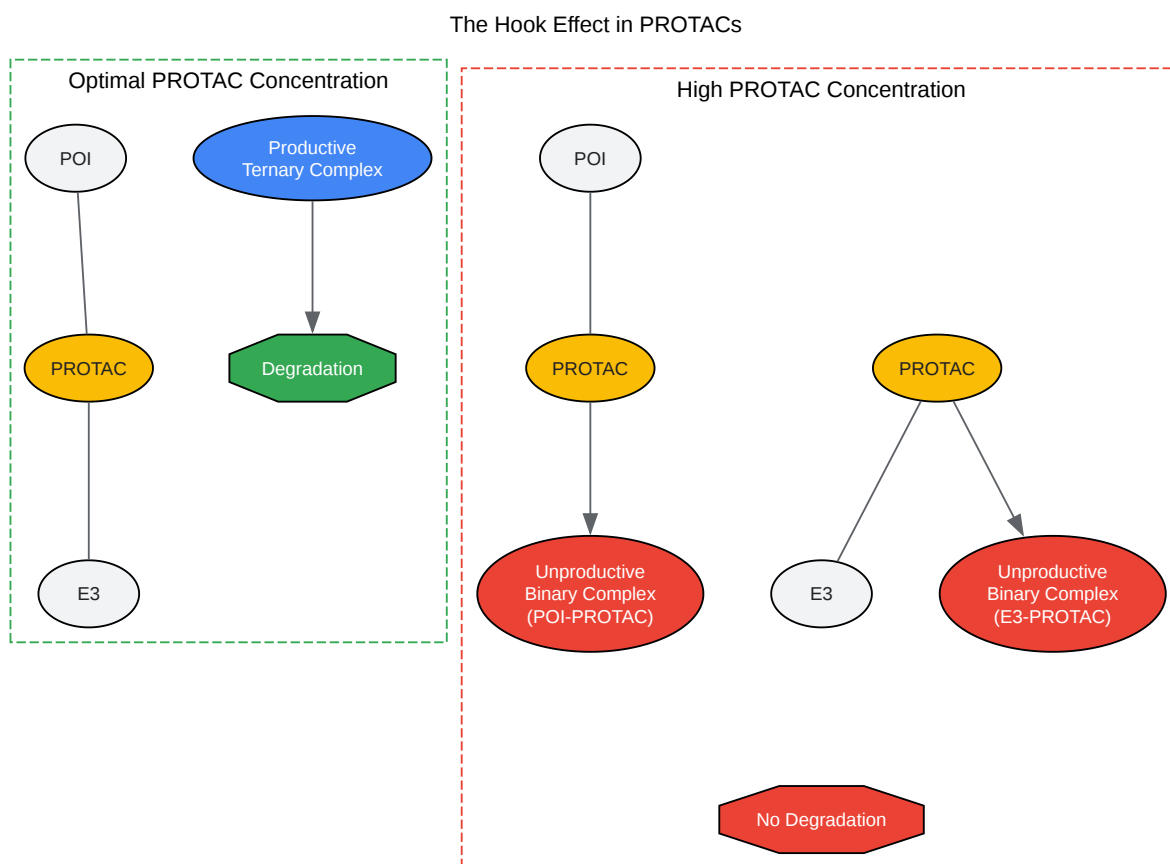 The Hook Effect in PROTACs
Optimal PROTAC Concentration
POI
Productive
Ternary Complex
PROTAC
Degradation
E3
High PROTAC Concentration
POI
PROTAC
PROTAC
Unproductive
Binary Complex
(POI-PROTAC)
E3
Unproductive
Binary Complex
(E3-PROTAC)
No Degradation